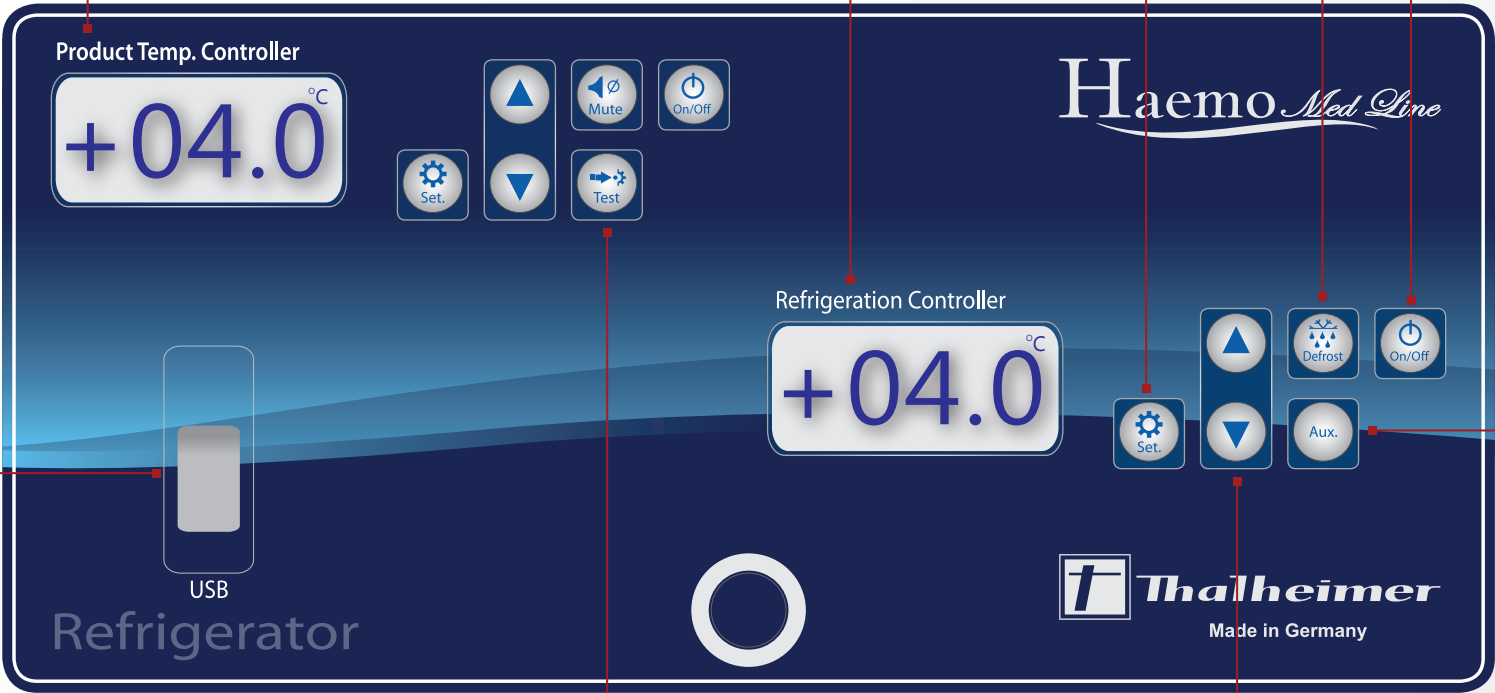 Product Temp. Controller
+04.0 °C
Mute
On/Off
Set.
Test
Haemo Med Line
Refrigeration Controller
+04.0 °C
Defrost
On/Off
Set.
Aux.
USB
Refrigerator
Thalheimer
Made in Germany